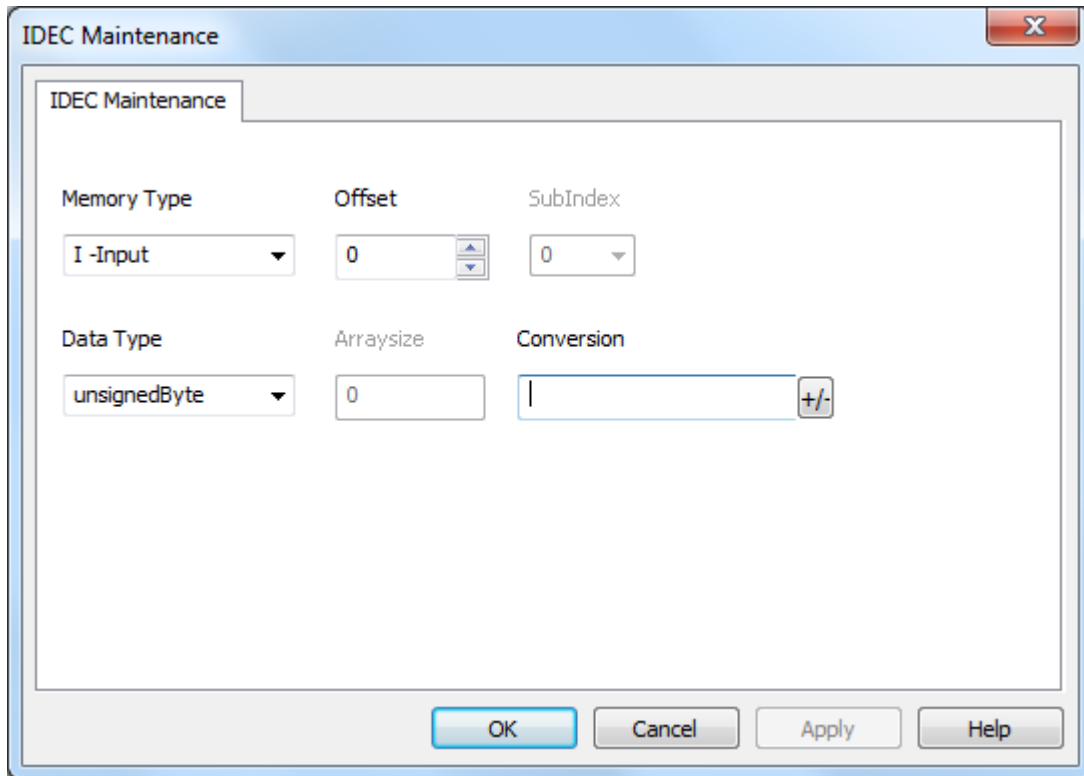 IDEC Maintenance
IDEC Maintenance
Memory Type Offset SubIndex
I -Input 0 0
Data Type Arraysize Conversion
unsignedByte 0 +/-
OK Cancel Apply Help